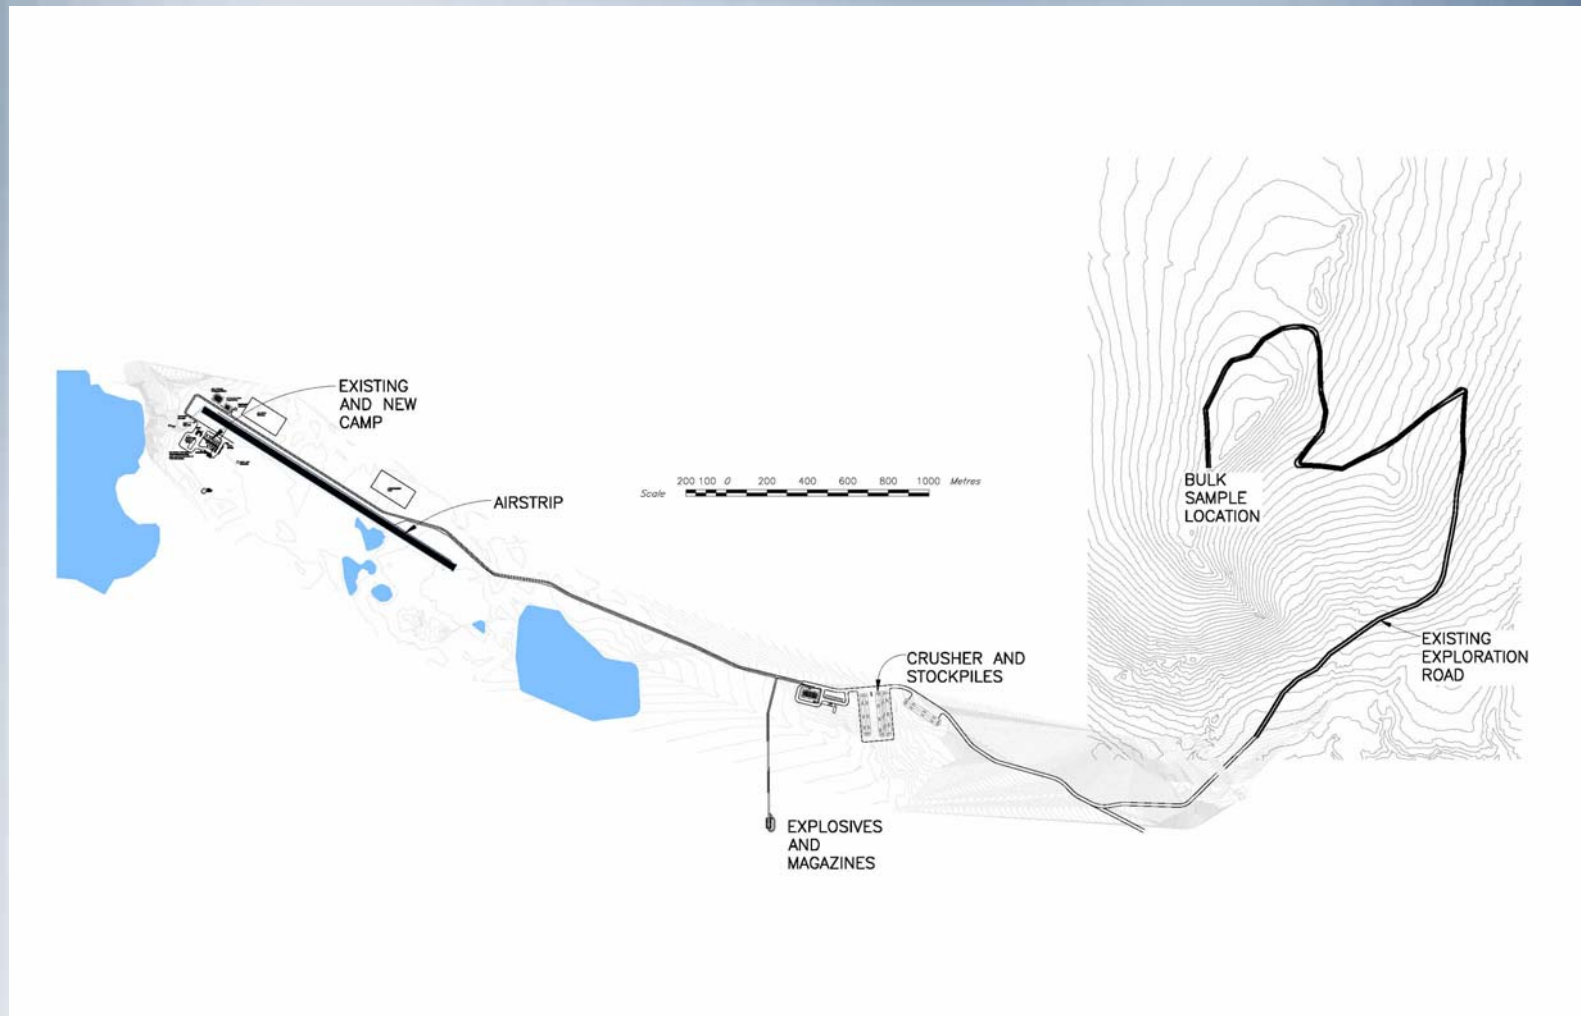 EXISTING
AND NEW
CAMP
AIRSTRIP
Scale 200 100 0 200 400 600 800 1000 Metres
BULK
SAMPLE
LOCATION
EXISTING
EXPLORATION
ROAD
CRUSHER AND
STOCKPILES
EXPLOSIVES
AND
MAGAZINES